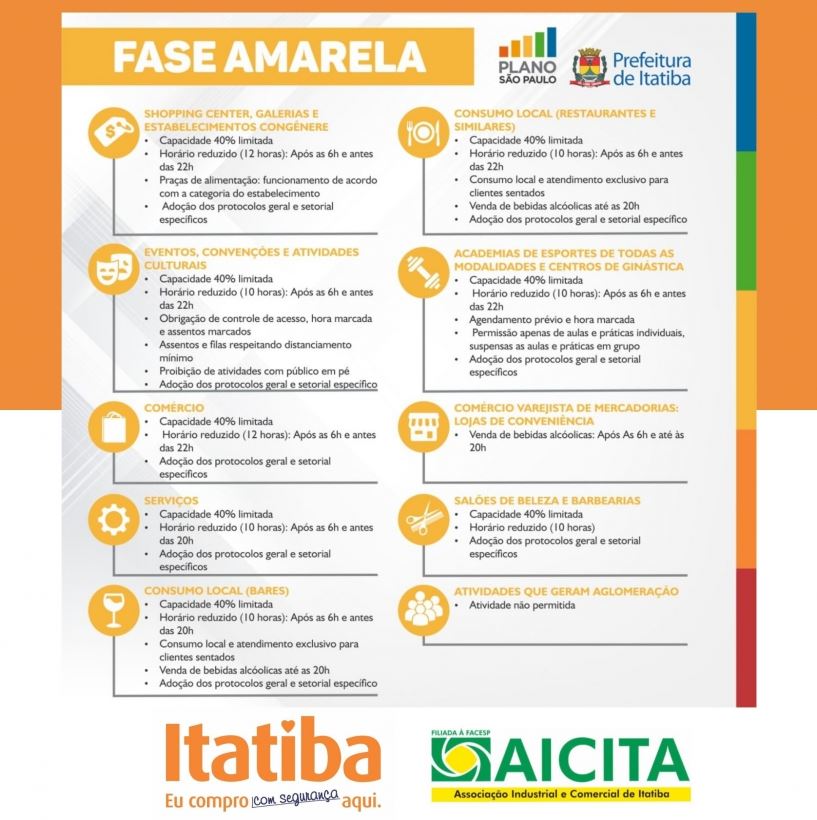 FASE AMARELA
PLANO
SÃO PAULO
Prefeitura
de Itatiba
SHOPPING CENTER, GALERIAS E
ESTABELECIMENTOS CONGÊNERE
• Capacidade 40% limitada
• Horário reduzido (12 horas): Após as 6h e antes
das 22h
• Praças de alimentação: funcionamento de acordo
com a categoria do estabelecimento
• Adoção dos protocolos geral e setorial
específicos
EVENTOS, CONVENÇÕES E ATIVIDADES
CULTURAIS
• Capacidade 40% limitada
• Horário reduzido (10 horas): Após as 6h e antes
das 22h
• Obrigação de controle de acesso, hora marcada
e assentos marcados
• Assentos e filas respeitando distanciamento
mínimo
• Proibição de atividades com público em pé
• Adoção dos protocolos geral e setorial específico
COMÉRCIO
• Capacidade 40% limitada
• Horário reduzido (12 horas): Após as 6h e antes
das 22h
• Adoção dos protocolos geral e setorial
específicos
SERVIÇOS
• Capacidade 40% limitada
• Horário reduzido (12 horas): Após as 6h e antes
das 20h
• Adoção dos protocolos geral e setorial
específicos
CONSUMO LOCAL (BARES)
• Capacidade 40% limitada
• Horário reduzido (10 horas): Após as 6h e antes
das 20h
• Consumo local e atendimento exclusivo para
clientes sentados
• Venda de bebidas alcóolicas até as 20h
• Adoção dos protocolos geral e setorial específico
CONSUMO LOCAL (RESTAURANTES E
SIMILARES)
• Capacidade 40% limitada
• Horário reduzido (10 horas): Após as 6h e antes
das 22h
• Consumo local e atendimento exclusivo para
clientes sentados
• Venda de bebidas alcóolicas até as 20h
• Adoção dos protocolos geral e setorial específico
ACADEMIAS DE ESPORTES DE TODAS AS
MODALIDADES E CENTROS DE GINÁSTICA
• Capacidade 40% limitada
• Horário reduzido (10 horas): Após as 6h e antes
das 22h
• Agendamento prévio e hora marcada
• Permissão apenas de aulas e práticas individuais,
suspensas as aulas e práticas em grupo
• Adoção dos protocolos geral e setorial
específicos
COMÉRCIO VAREJISTA DE MERCADORIAS:
LOJAS DE CONVENIÊNCIA
• Venda de bebidas alcóolicas: Após As 6h e até às
20h
SALÕES DE BELEZA E BARBEARIAS
• Capacidade 40% limitada
• Horário reduzido (10 horas)
• Adoção dos protocolos geral e setorial
específicos
ATIVIDADES QUE GERAM AGLOMERAÇÃO
• Atividade não permitida
Itatiba
Eu compro com segurança aqui.
FILIADA À FACESP
AICITA
Associação Industrial e Comercial de Itatiba